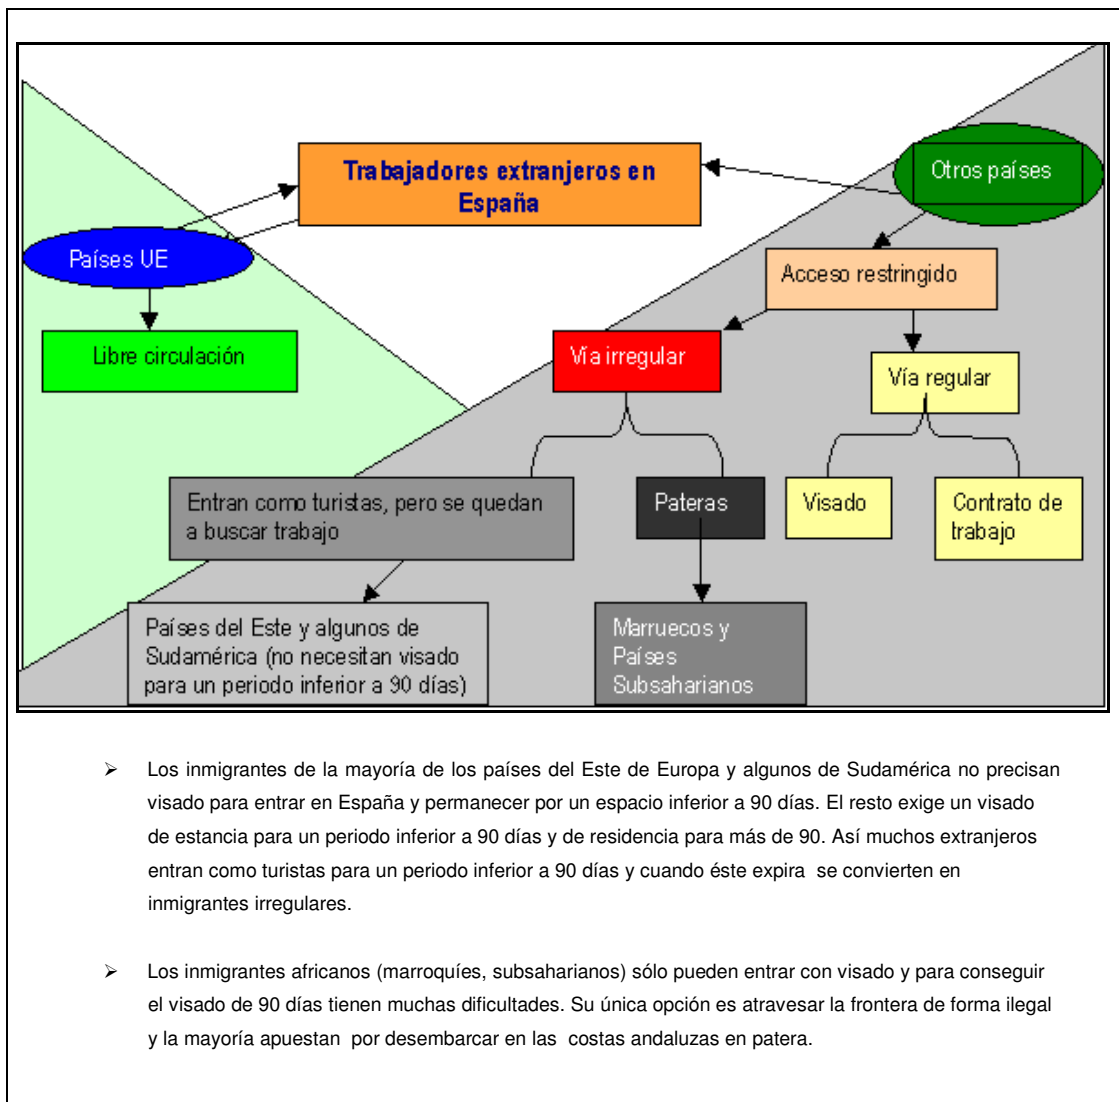 Trabajadores extranjeros en
España
Otros países
Países UE
Acceso restringido
Libre circulación
Vía irregular
Vía regular
Entran como turistas, pero se quedan
a buscar trabajo
Pateras
Visado
Contrato de
trabajo
Países del Este y algunos de
Sudamérica (no necesitan visado
para un periodo inferior a 90 días)
Marruecos y
Países
Subsaharianos
➢ Los inmigrantes de la mayoría de los países del Este de Europa y algunos de Sudamérica no precisan
visado para entrar en España y permanecer por un espacio inferior a 90 días. El resto exige un visado
de estancia para un periodo inferior a 90 días y de residencia para más de 90. Así muchos extranjeros
entran como turistas para un periodo inferior a 90 días y cuando éste expira se convierten en
inmigrantes irregulares.
➢ Los inmigrantes africanos (marroquíes, subsaharianos) sólo pueden entrar con visado y para conseguir
el visado de 90 días tienen muchas dificultades. Su única opción es atravesar la frontera de forma ilegal
y la mayoría apuestan por desembarcar en las costas andaluzas en patera.